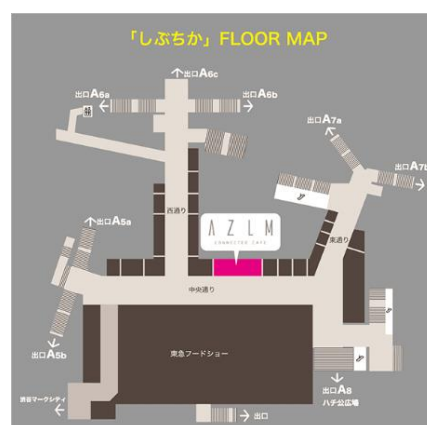 「しぶちか」FLOOR MAP
出口A6c
出口A6a
出口A6b
出口A7a
出口A7b
西通り
AZLM
CONNECTED CAFE
東通り
出口A5a
中央通り
東急フードショー
出口A5b
出口A8
ハチ公広場
渋谷マークシティ
出口